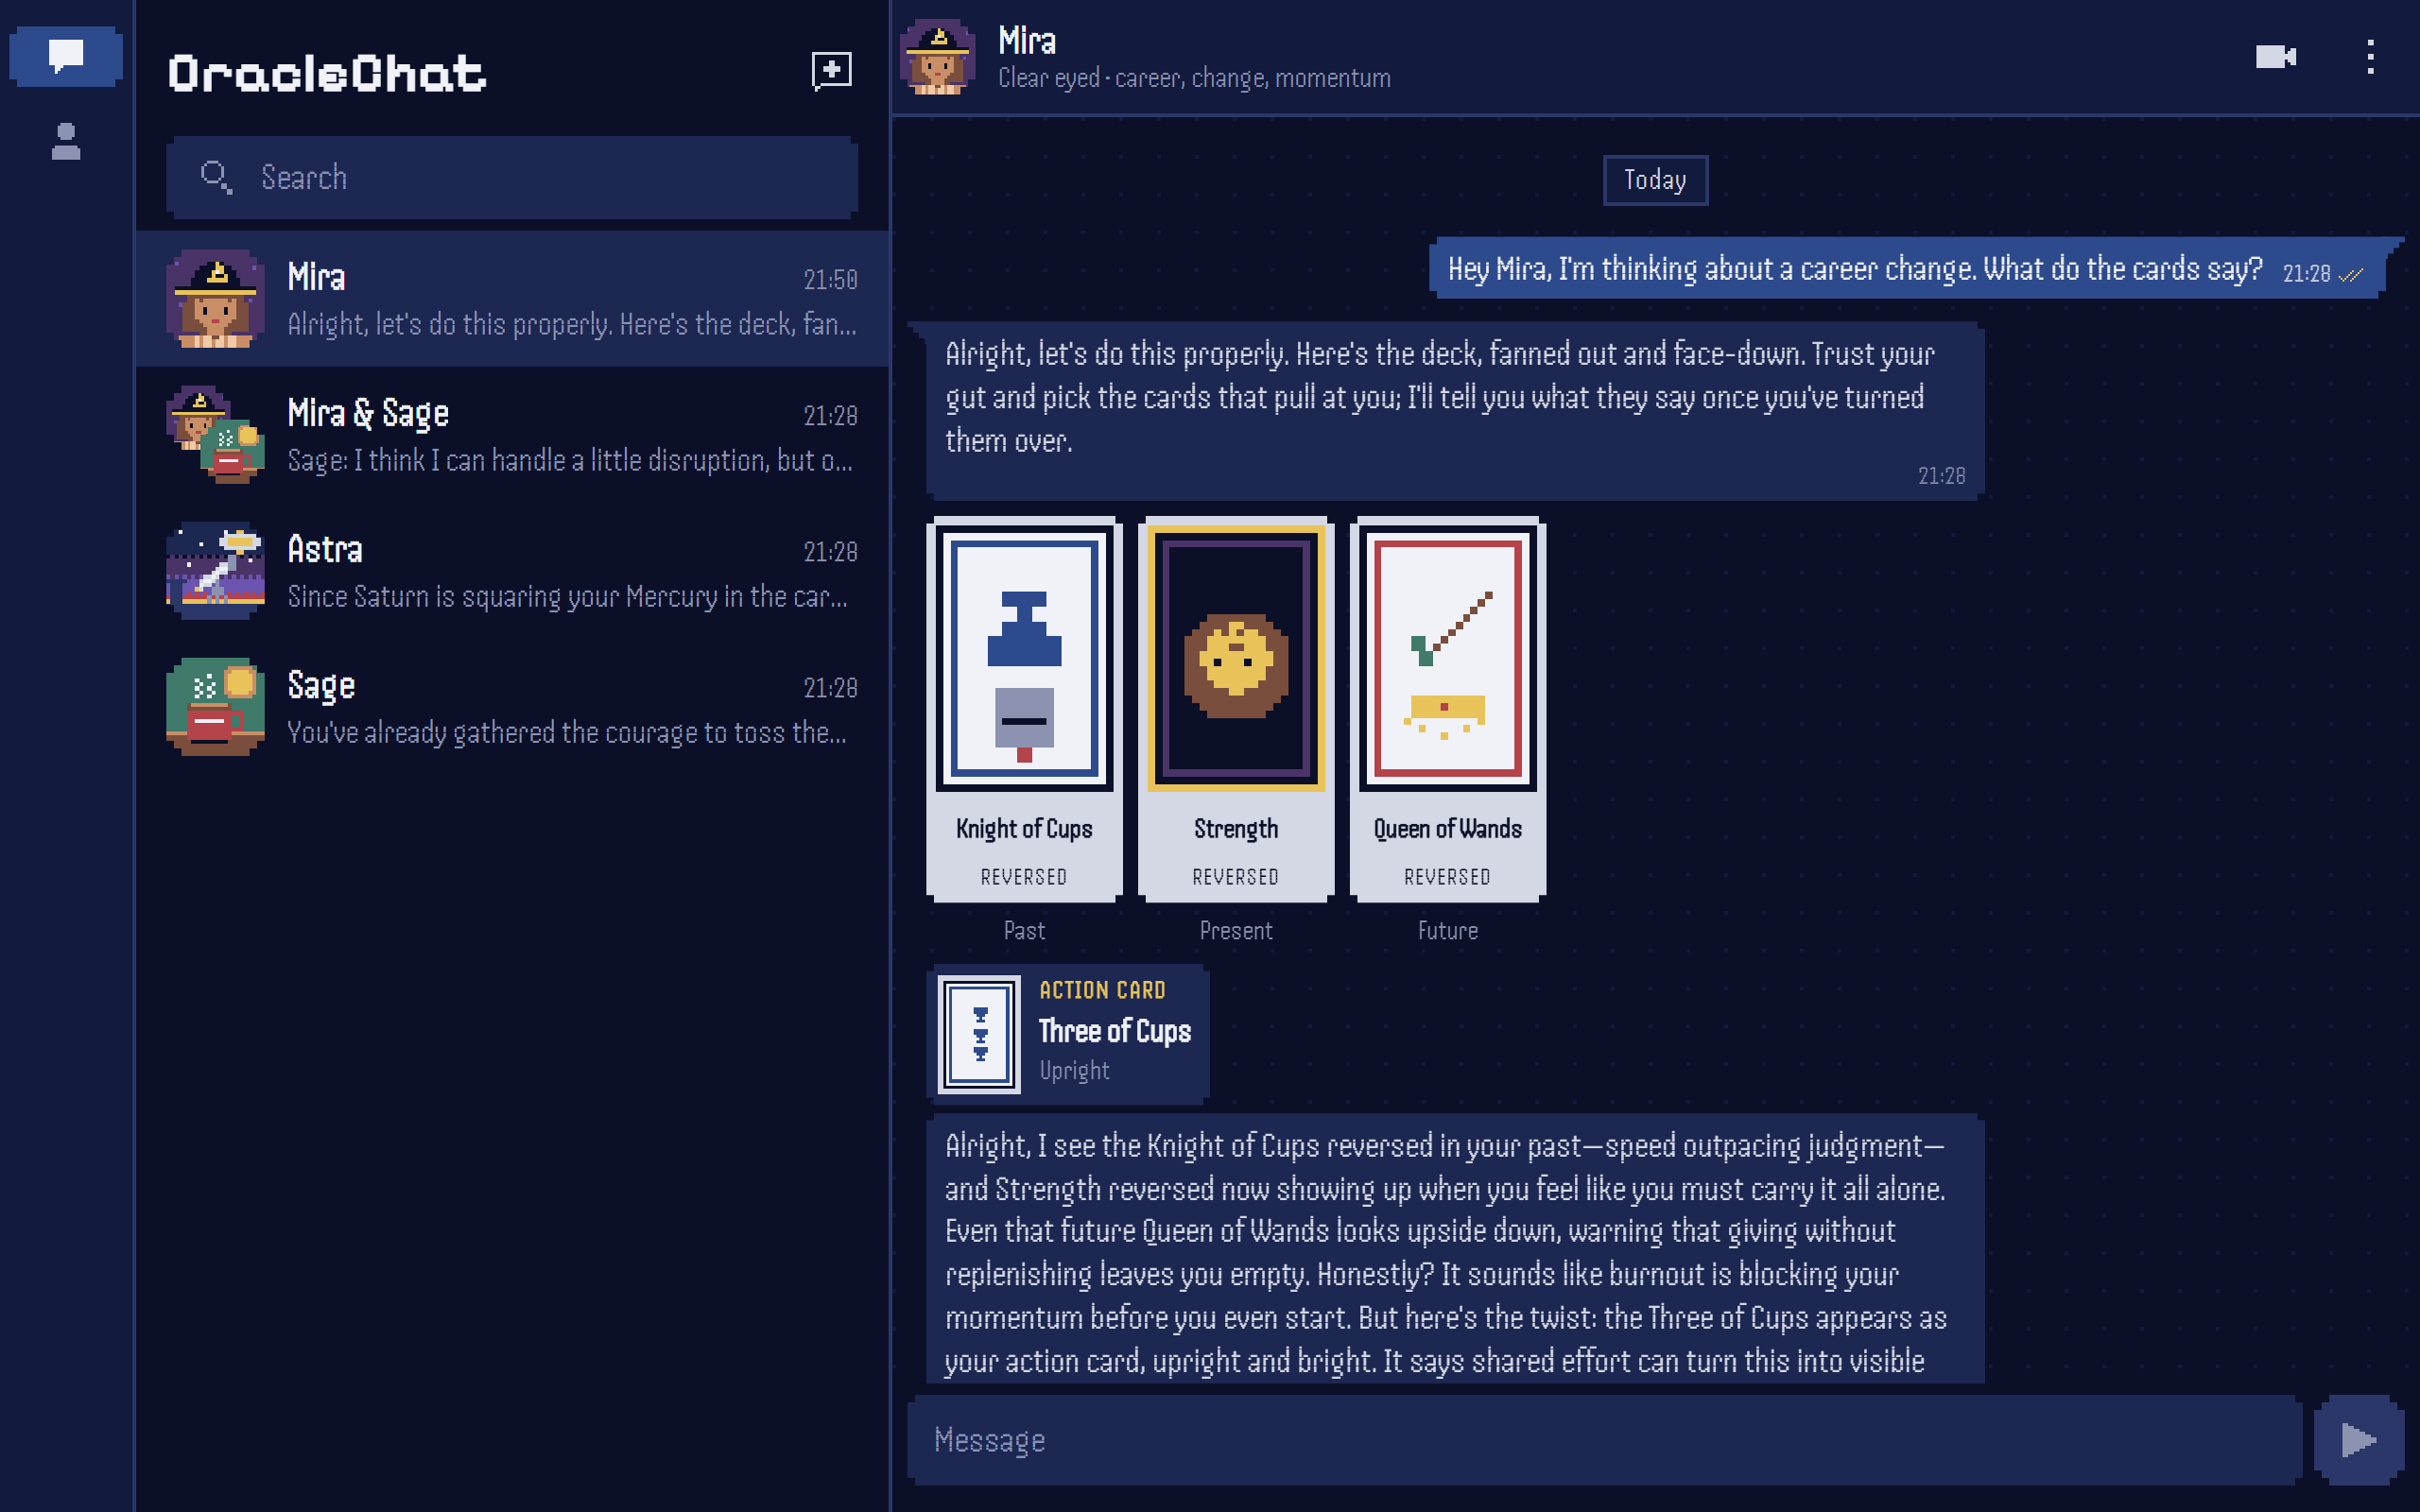 OracleChat
Search
Mira
21:50
Alright, let's do this properly. Here's the deck, fan...
Mira & Sage
21:28
Sage: I think I can handle a little disruption, but o...
Astra
21:28
Since Saturn is squaring your Mercury in the car...
Sage
21:28
You've already gathered the courage to toss the...
Mira
Clear eyed · career, change, momentum
Today
Hey Mira, I'm thinking about a career change. What do the cards say? 21:28
Alright, let's do this properly. Here's the deck, fanned out and face-down. Trust your
gut and pick the cards that pull at you; I'll tell you what they say once you've turned
them over.
21:28
Knight of Cups
REVERSED
Past
Strength
REVERSED
Present
Queen of Wands
REVERSED
Future
ACTION CARD
Three of Cups
Upright
Alright, I see the Knight of Cups reversed in your past—speed outpacing judgment—
and Strength reversed now showing up when you feel like you must carry it all alone.
Even that future Queen of Wands looks upside down, warning that giving without
replenishing leaves you empty. Honestly? It sounds like burnout is blocking your
momentum before you even start. But here's the twist: the Three of Cups appears as
your action card, upright and bright. It says shared effort can turn this into visible
Message